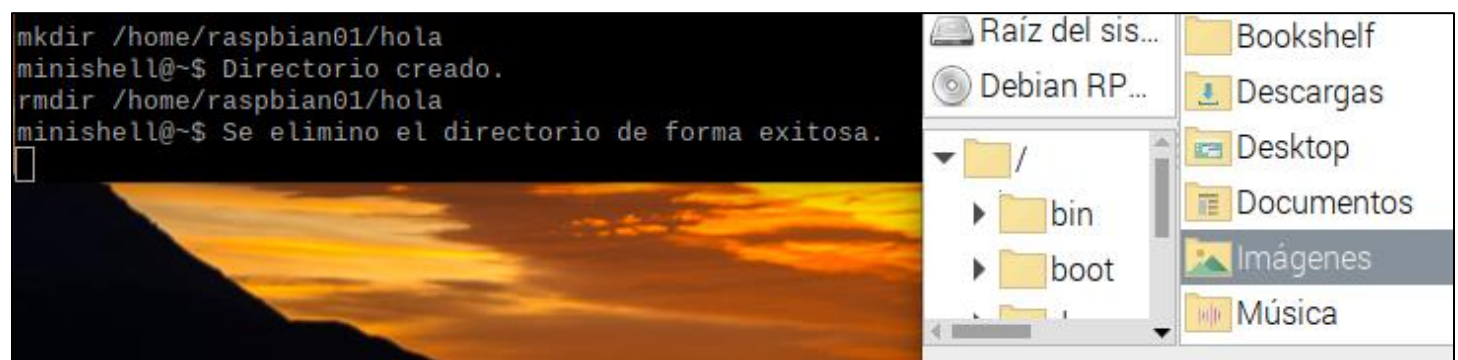 mkdir /home/raspbian01/hola
minishell@~$ Directorio creado.
rmdir /home/raspbian01/hola
minishell@~$ Se elimino el directorio de forma exitosa.
Raíz del sis...
Debian RP...
/
bin
boot
Bookshelf
Descargas
Desktop
Documentos
Imágenes
Música